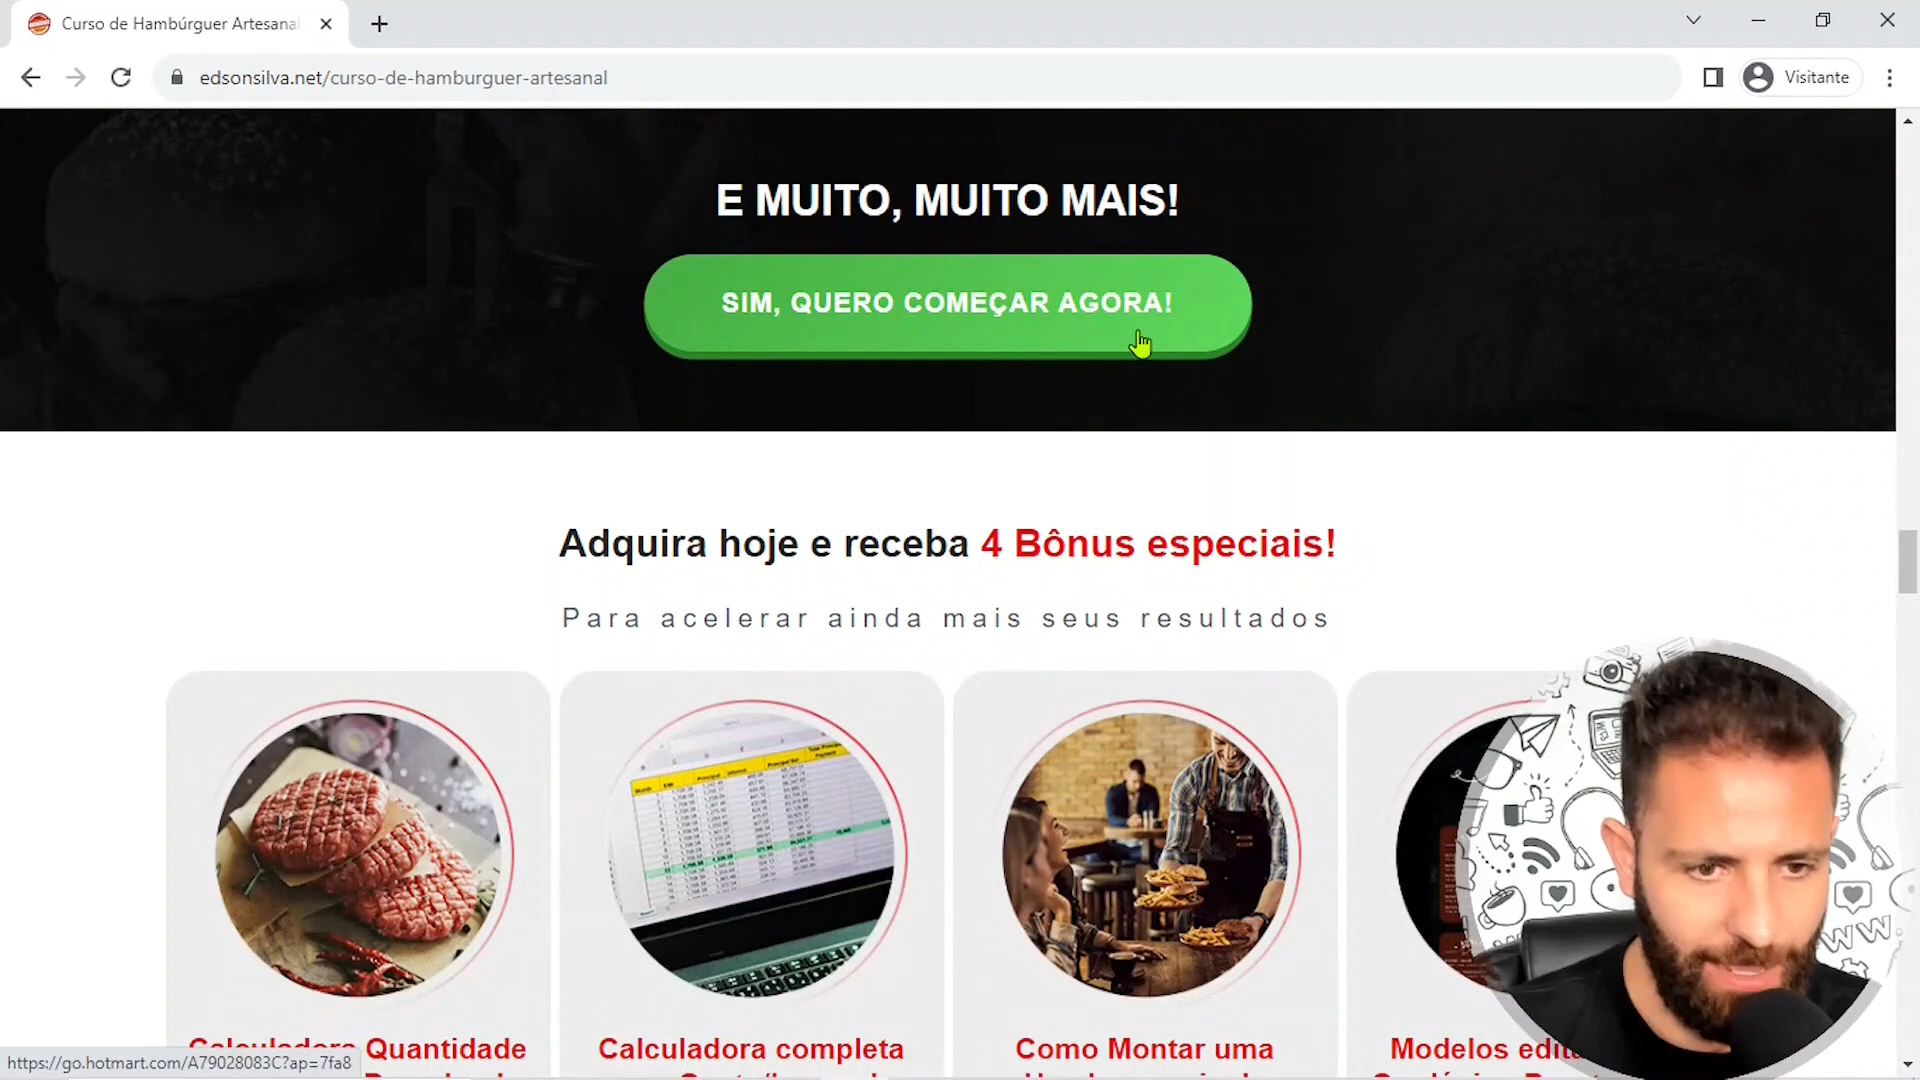 Curso de Hambúrguer Artesanal
edsonsilva.net/curso-de-hamburguer-artesanal
Visitante
E MUITO, MUITO MAIS!
SIM, QUERO COMEÇAR AGORA!
Adquira hoje e receba 4 Bônus especiais!
Para acelerar ainda mais seus resultados
Calculadora Quantidade
Calculadora completa
Como Montar uma
Modelos
https://go.hotmart.com/A79028083C?ap=7fa8